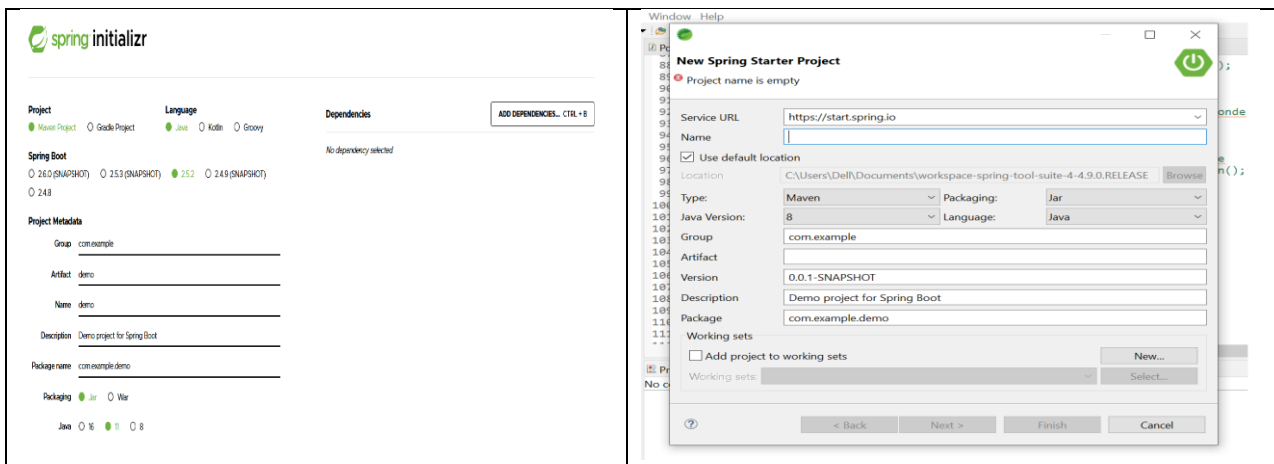 spring initializr
Project
Maven Project Gradle Project
Language
Java Kotlin Groovy
Spring Boot
2.6.0 (SNAPSHOT) 2.5.3 (SNAPSHOT) 2.5.2 2.4.9 (SNAPSHOT)
2.4.8
Project Metadata
Group com.example
Artifact demo
Name demo
Description Demo project for Spring Boot
Package name com.example.demo
Packaging Jar War
Java 16 11 8
Dependencies
ADD DEPENDENCIES... CTRL + B
No dependency selected
Window Help
New Spring Starter Project
Project name is empty
Service URL https://start.spring.io
Name
Use default location
Location C:\Users\Dell\Documents\workspace-spring-tool-suite-4-4.9.0.RELEASE Browse
Type: Maven Packaging: Jar
Java Version: 8 Language: Java
Group com.example
Artifact
Version 0.0.1-SNAPSHOT
Description Demo project for Spring Boot
Package com.example.demo
Working sets
Add project to working sets New...
Working sets: Select...
? < Back Next > Finish Cancel